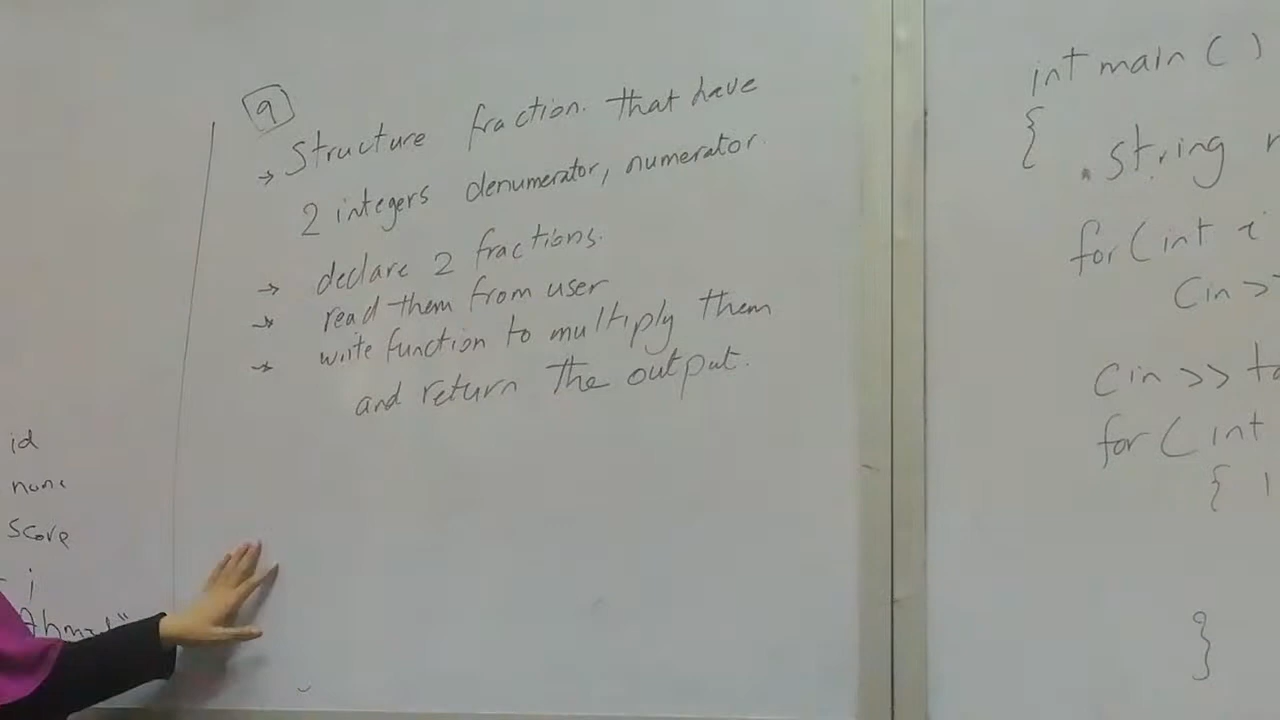 9
→ Structure fraction. that have
2 integers denumerator, numerator.
→ declare 2 fractions.
→ read them from user
→ write function to multiply them
and return the output.
id
name
score
int main ( )
{
. string
for ( int i
Cin >
Cin >>
for ( int
{
}